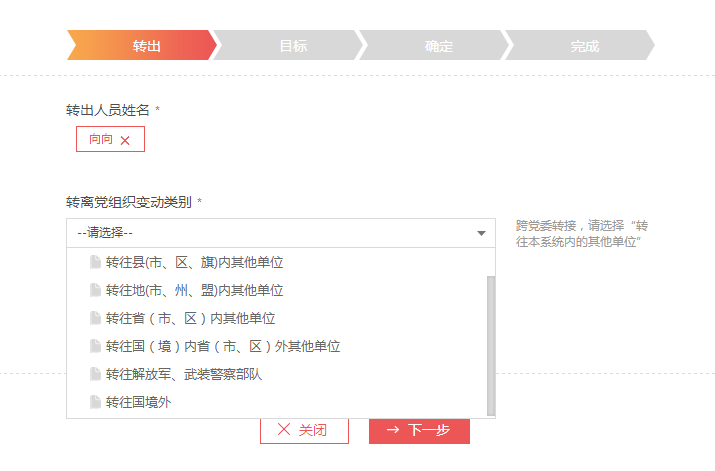 转出
目标
确定
完成
转出人员姓名 *
向向 ×
转离党组织变动类别 *
--请选择--
跨党委转接，请选择“转
往本系统内的其他单位”
转往县(市、区、旗)内其他单位
转往地(市、州、盟)内其他单位
转往省（市、区）内其他单位
转往国（境）内省（市、区）外其他单位
转往解放军、武装警察部队
转往国境外
× 关闭
→ 下一步